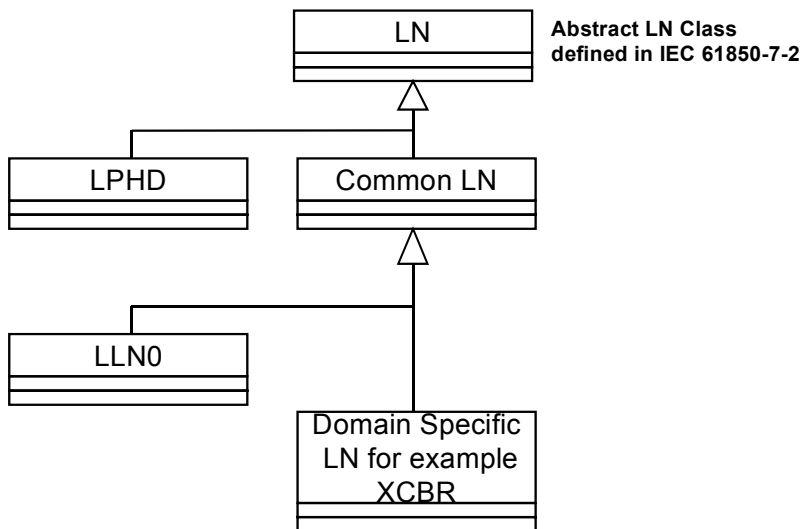 LN
Abstract LN Class
defined in IEC 61850-7-2
LPHD
Common LN
LLN0
Domain Specific
LN for example
XCBR